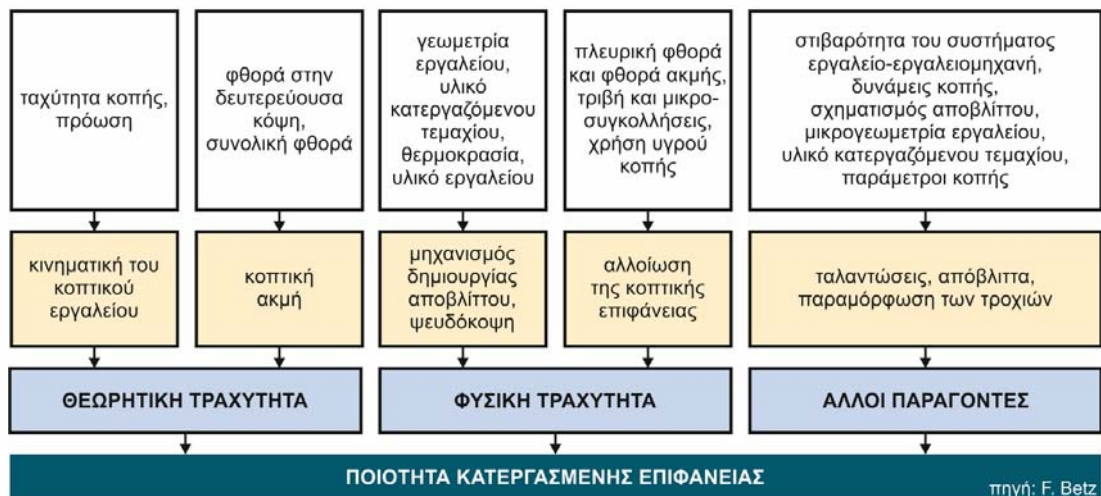 ταχύτητα κοπής,
πρόωση
φθορά στην
δευτερεύουσα
κόψη,
συνολική φθορά
γεωμετρία
εργαλείου,
υλικό
κατεργαζόμενου
τεμαχίου,
θερμοκρασία,
υλικό εργαλείου
πλευρική φθορά
και φθορά ακμής,
τριβή και μικρο-
συγκολλήσεις,
χρήση υγρού
κοπής
στιβαρότητα του συστήματος
εργαλείο-εργαλειομηχανή,
δυνάμεις κοπής,
σχηματισμός αποβλίττου,
μικρογεωμετρία εργαλείου,
υλικό κατεργαζόμενου τεμαχίου,
παράμετροι κοπής
κινηματική του
κοπτικού
εργαλείου
κοπτική
ακμή
μηχανισμός
δημιουργίας
αποβλίττου,
ψευδόκοψη
αλλοίωση
της κοπτικής
επιφάνειας
ταλαντώσεις, απόβλιττα,
παραμόρφωση των τροχιών
ΘΕΩΡΗΤΙΚΗ ΤΡΑΧΥΤΗΤΑ
ΦΥΣΙΚΗ ΤΡΑΧΥΤΗΤΑ
ΑΛΛΟΙ ΠΑΡΑΓΟΝΤΕΣ
ΠΟΙΟΤΗΤΑ ΚΑΤΕΡΓΑΣΜΕΝΗΣ ΕΠΙΦΑΝΕΙΑΣ
πηγή: F. Betz